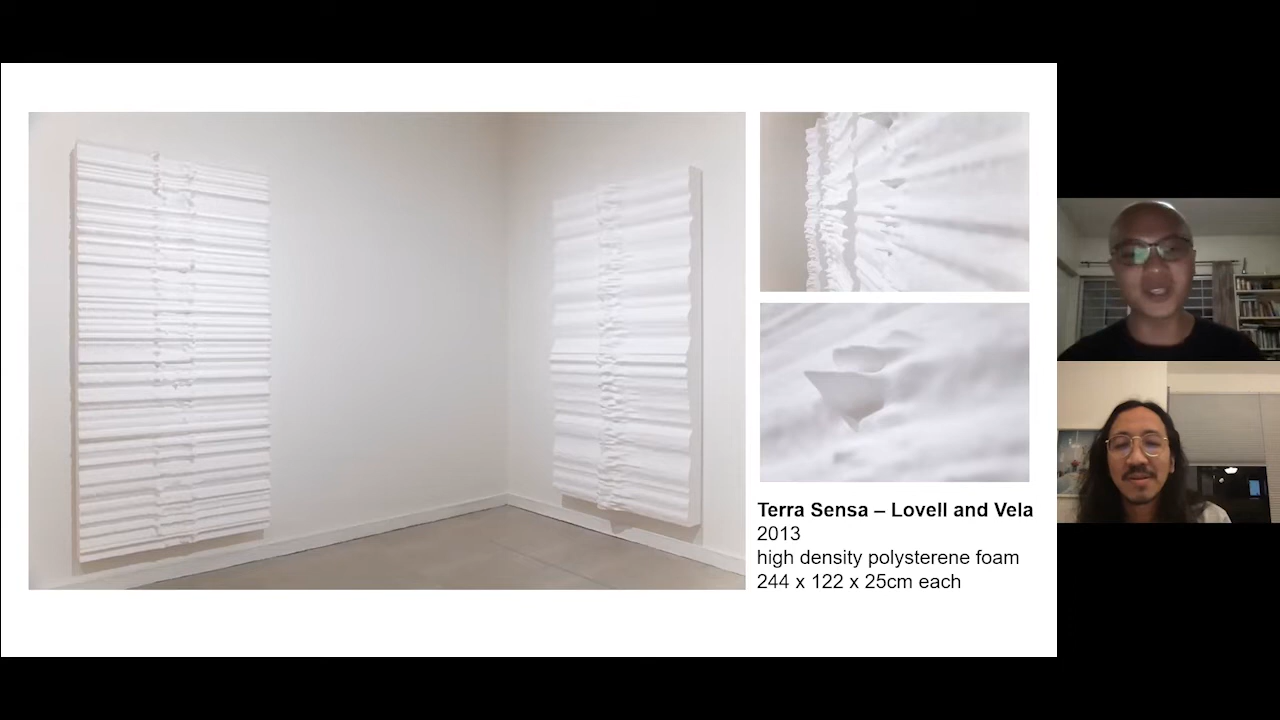 Terra Sensa – Lovell and Vela
2013
high density polysterene foam
244 x 122 x 25cm each